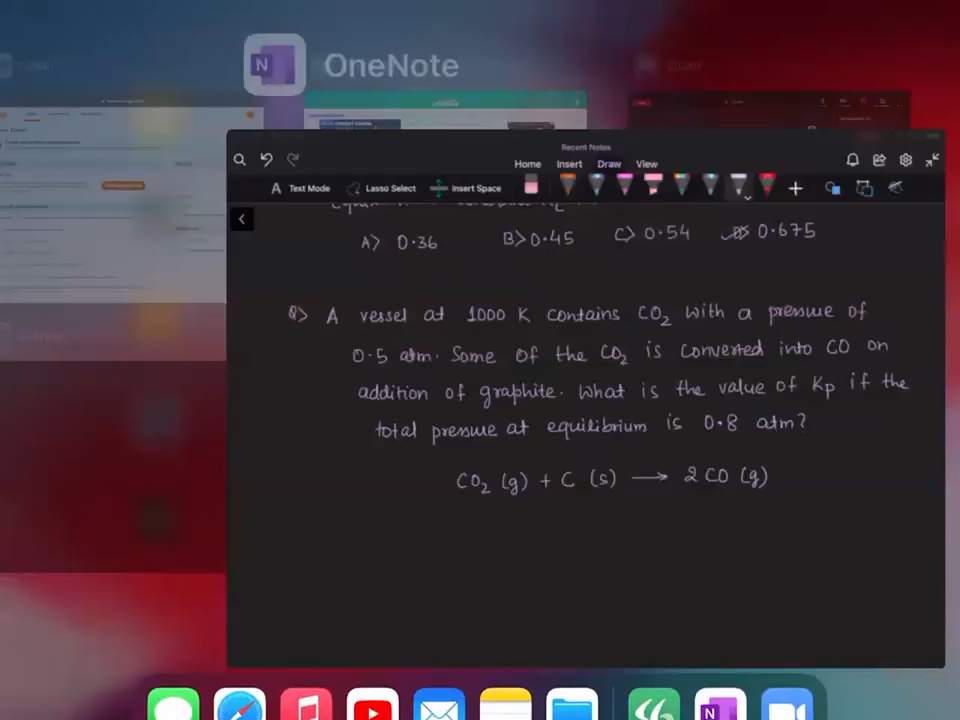 OneNote
Recent Notes
Home Insert Draw View
Text Mode Lasso Select Insert Space
A> 0.36 B> 0.45 C> 0.54 D> 0.675
Q> A vessel at 1000 K contains CO2 with a pressure of
0.5 atm. Some of the CO2 is converted into CO on
addition of graphite. What is the value of Kp if the
total pressure at equilibrium is 0.8 atm?
CO2 (g) + C (s) ⟶ 2 CO (g)